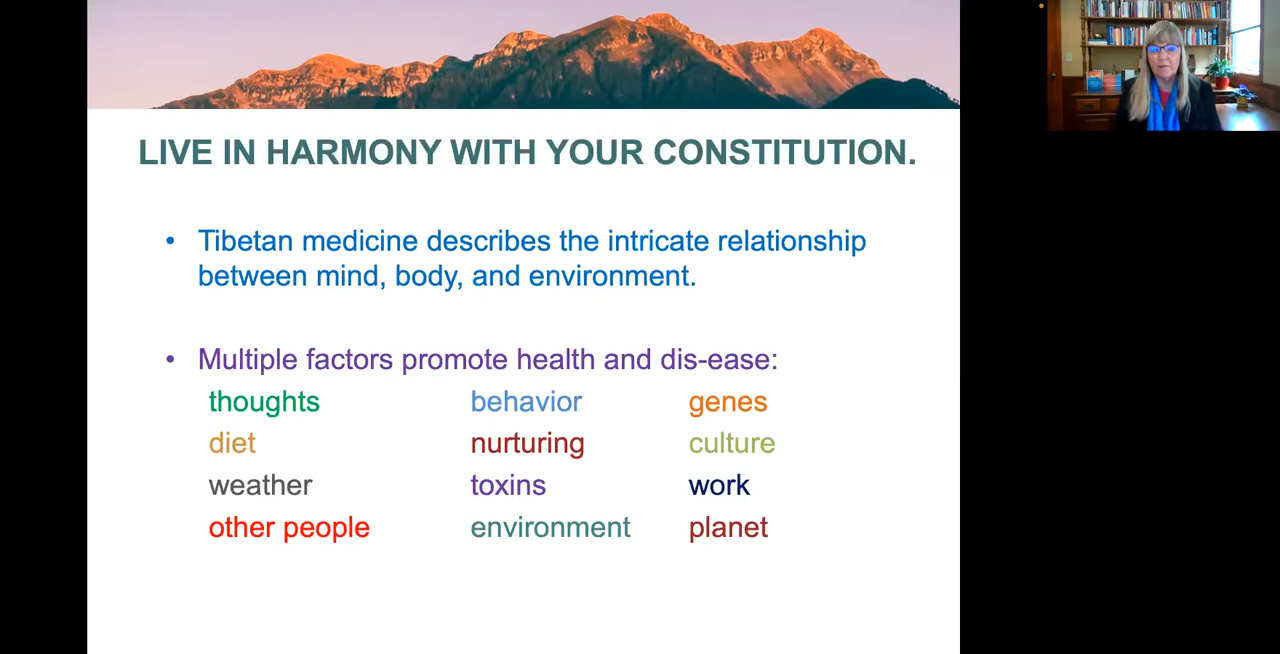 LIVE IN HARMONY WITH YOUR CONSTITUTION.
• Tibetan medicine describes the intricate relationship
between mind, body, and environment.
• Multiple factors promote health and dis-ease:
thoughts behavior genes
diet nurturing culture
weather toxins work
other people environment planet